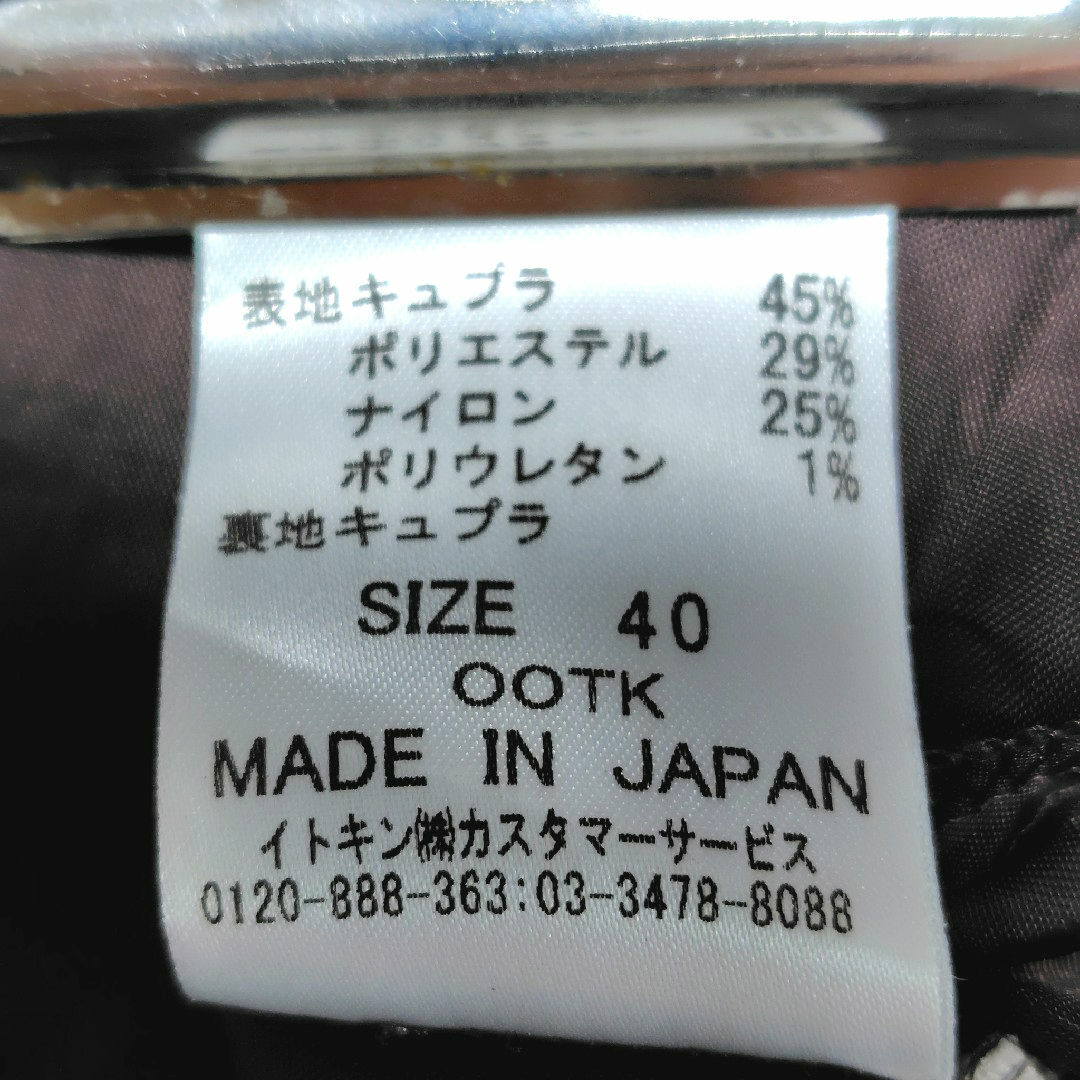 表地キュプラ 45%
ポリエステル 29%
ナイロン 25%
ポリウレタン 1%
裏地キュプラ
SIZE 40
OOTK
MADE IN JAPAN
イトキン㈱カスタマーサービス
0120-888-363:03-3478-8088